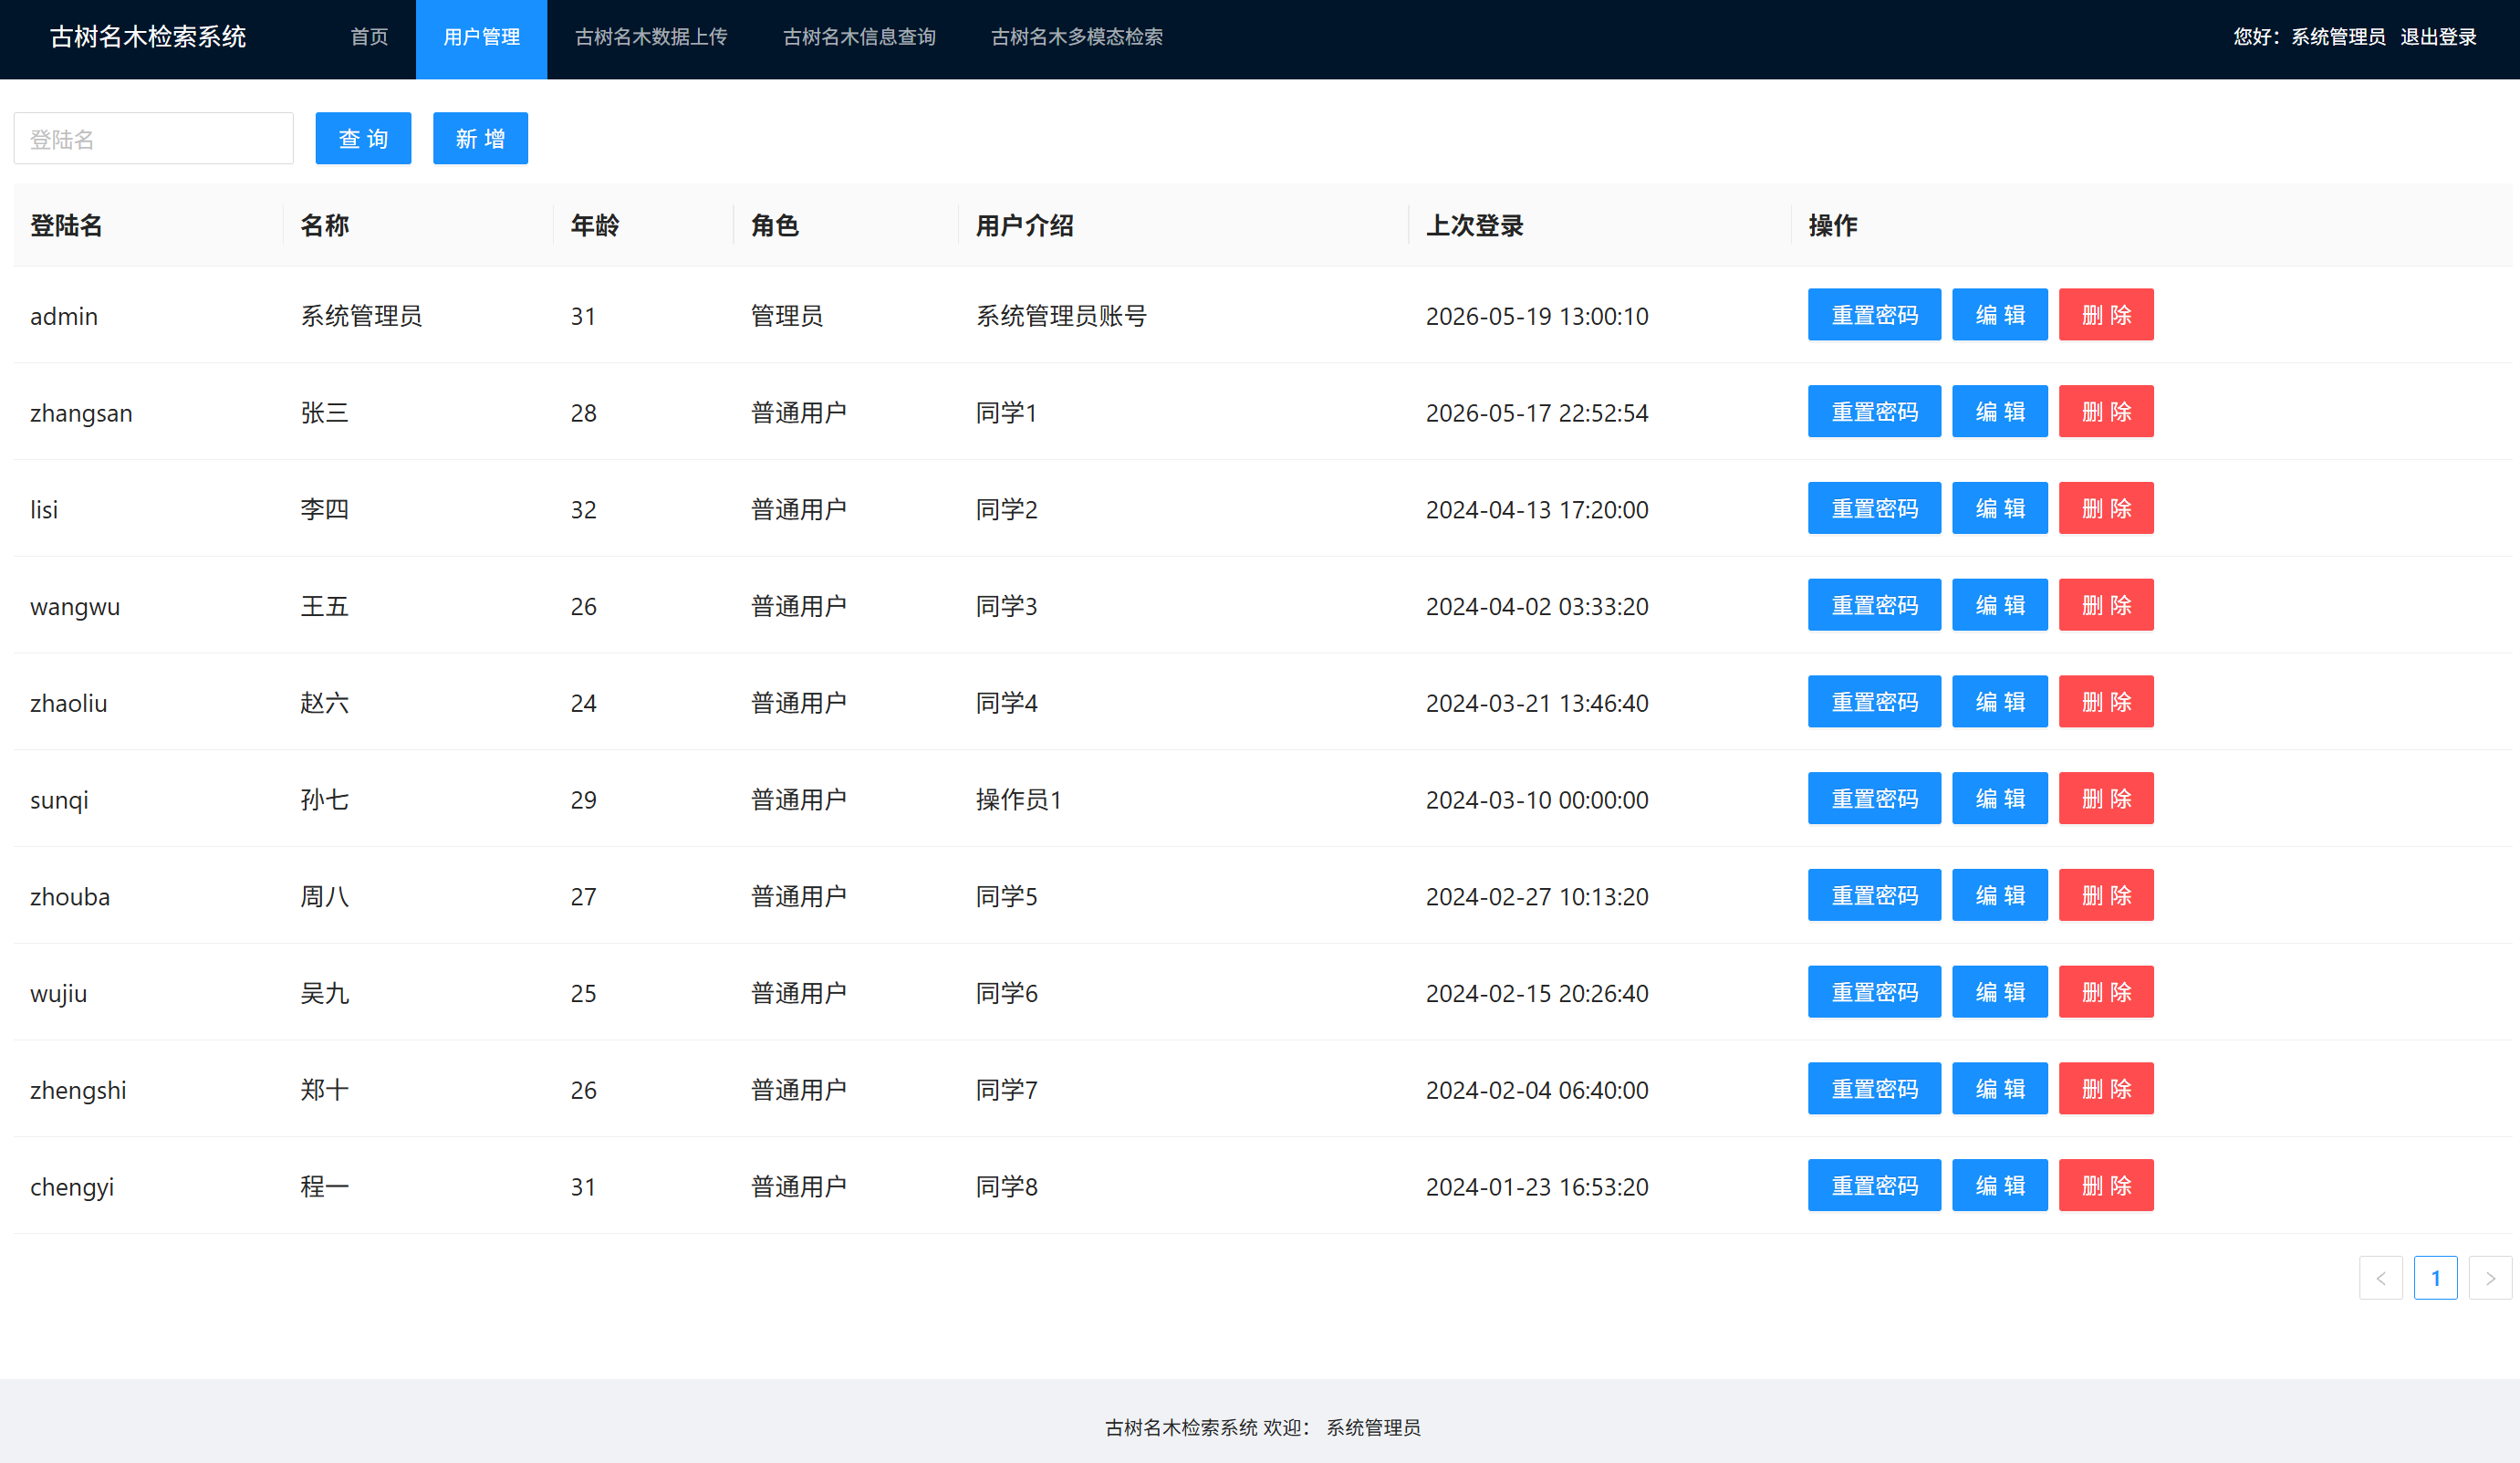 古树名木检索系统 首页 用户管理 古树名木数据上传 古树名木信息查询 古树名木多模态检索 您好：系统管理员 退出登录
登陆名 查 询 新 增
登陆名 名称 年龄 角色 用户介绍 上次登录 操作
admin 系统管理员 31 管理员 系统管理员账号 2026-05-19 13:00:10 重置密码 编 辑 删 除
zhangsan 张三 28 普通用户 同学1 2026-05-17 22:52:54 重置密码 编 辑 删 除
lisi 李四 32 普通用户 同学2 2024-04-13 17:20:00 重置密码 编 辑 删 除
wangwu 王五 26 普通用户 同学3 2024-04-02 03:33:20 重置密码 编 辑 删 除
zhaoliu 赵六 24 普通用户 同学4 2024-03-21 13:46:40 重置密码 编 辑 删 除
sunqi 孙七 29 普通用户 操作员1 2024-03-10 00:00:00 重置密码 编 辑 删 除
zhouba 周八 27 普通用户 同学5 2024-02-27 10:13:20 重置密码 编 辑 删 除
wujiu 吴九 25 普通用户 同学6 2024-02-15 20:26:40 重置密码 编 辑 删 除
zhengshi 郑十 26 普通用户 同学7 2024-02-04 06:40:00 重置密码 编 辑 删 除
chengyi 程一 31 普通用户 同学8 2024-01-23 16:53:20 重置密码 编 辑 删 除
< 1 >
古树名木检索系统 欢迎： 系统管理员